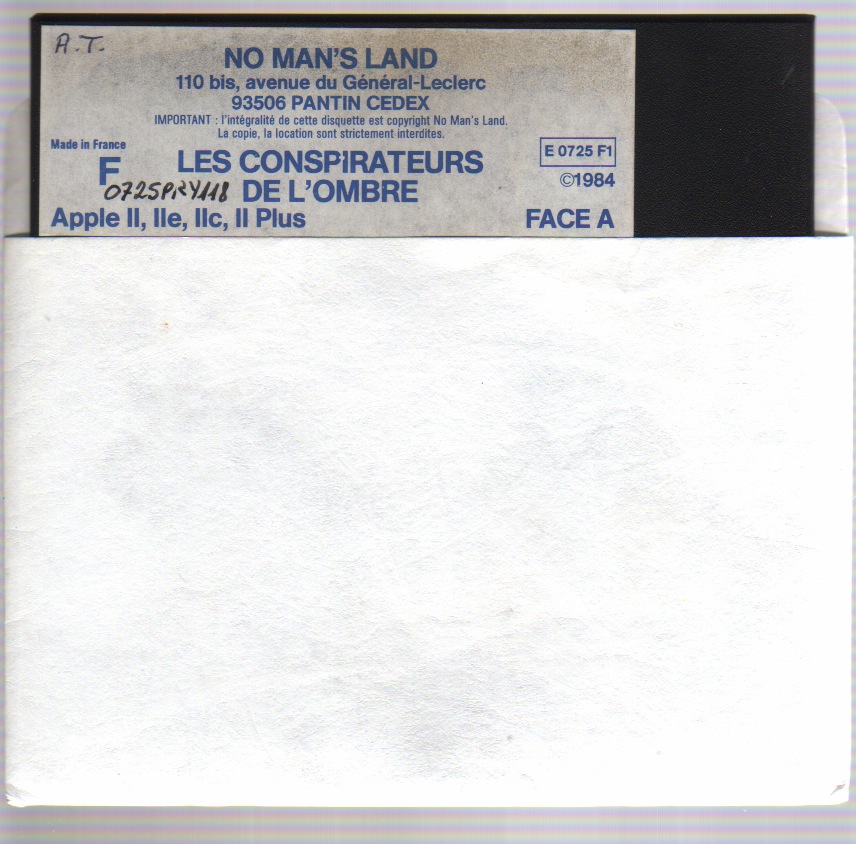 A.T.
NO MAN'S LAND
110 bis, avenue du Général-Leclerc
93506 PANTIN CEDEX
IMPORTANT : l'intégralité de cette disquette est copyright No Man's Land.
La copie, la location sont strictement interdites.
Made in France
E 0725 F1
F LES CONSPIRATEURS
©1984
0725PRY118 DE L'OMBRE
Apple II, IIe, IIc, II Plus FACE A